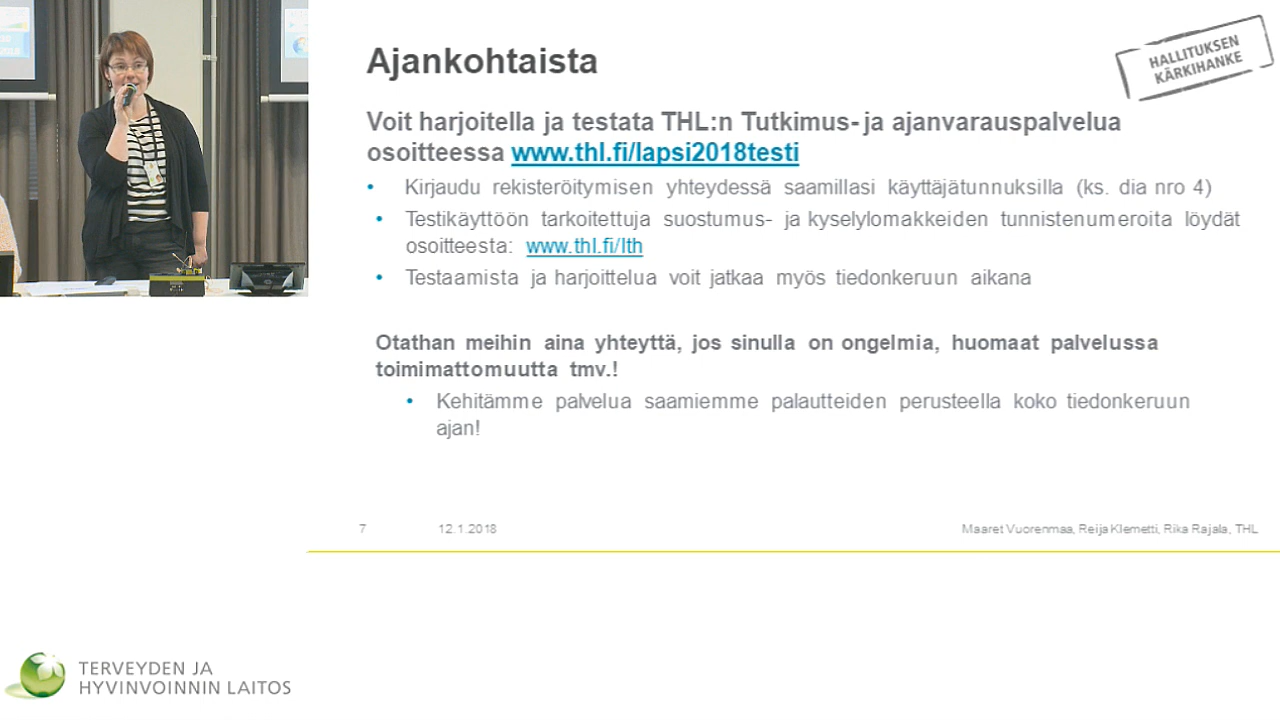 Ajankohtaista
HALLITUKSEN
KÄRKIHANKE
Voit harjoitella ja testata THL:n Tutkimus- ja ajanvarauspalvelua
osoitteessa www.thl.fi/lapsi2018testi
• Kirjaudu rekisteröitymisen yhteydessä saamillasi käyttäjätunnuksilla (ks. dia nro 4)
• Testikäyttöön tarkoitettuja suostumus- ja kyselylomakkeiden tunnistenumeroita löydät
osoitteesta: www.thl.fi/lth
• Testaamista ja harjoittelua voit jatkaa myös tiedonkeruun aikana
Otathan meihin aina yhteyttä, jos sinulla on ongelmia, huomaat palvelussa
toimimattomuutta tmv.!
• Kehitämme palvelua saamiemme palautteiden perusteella koko tiedonkeruun
ajan!
7 12.1.2018 Maaret Vuorenmaa, Reija Klemetti, Rika Rajala, THL
TERVEYDEN JA
HYVINVOINNIN LAITOS